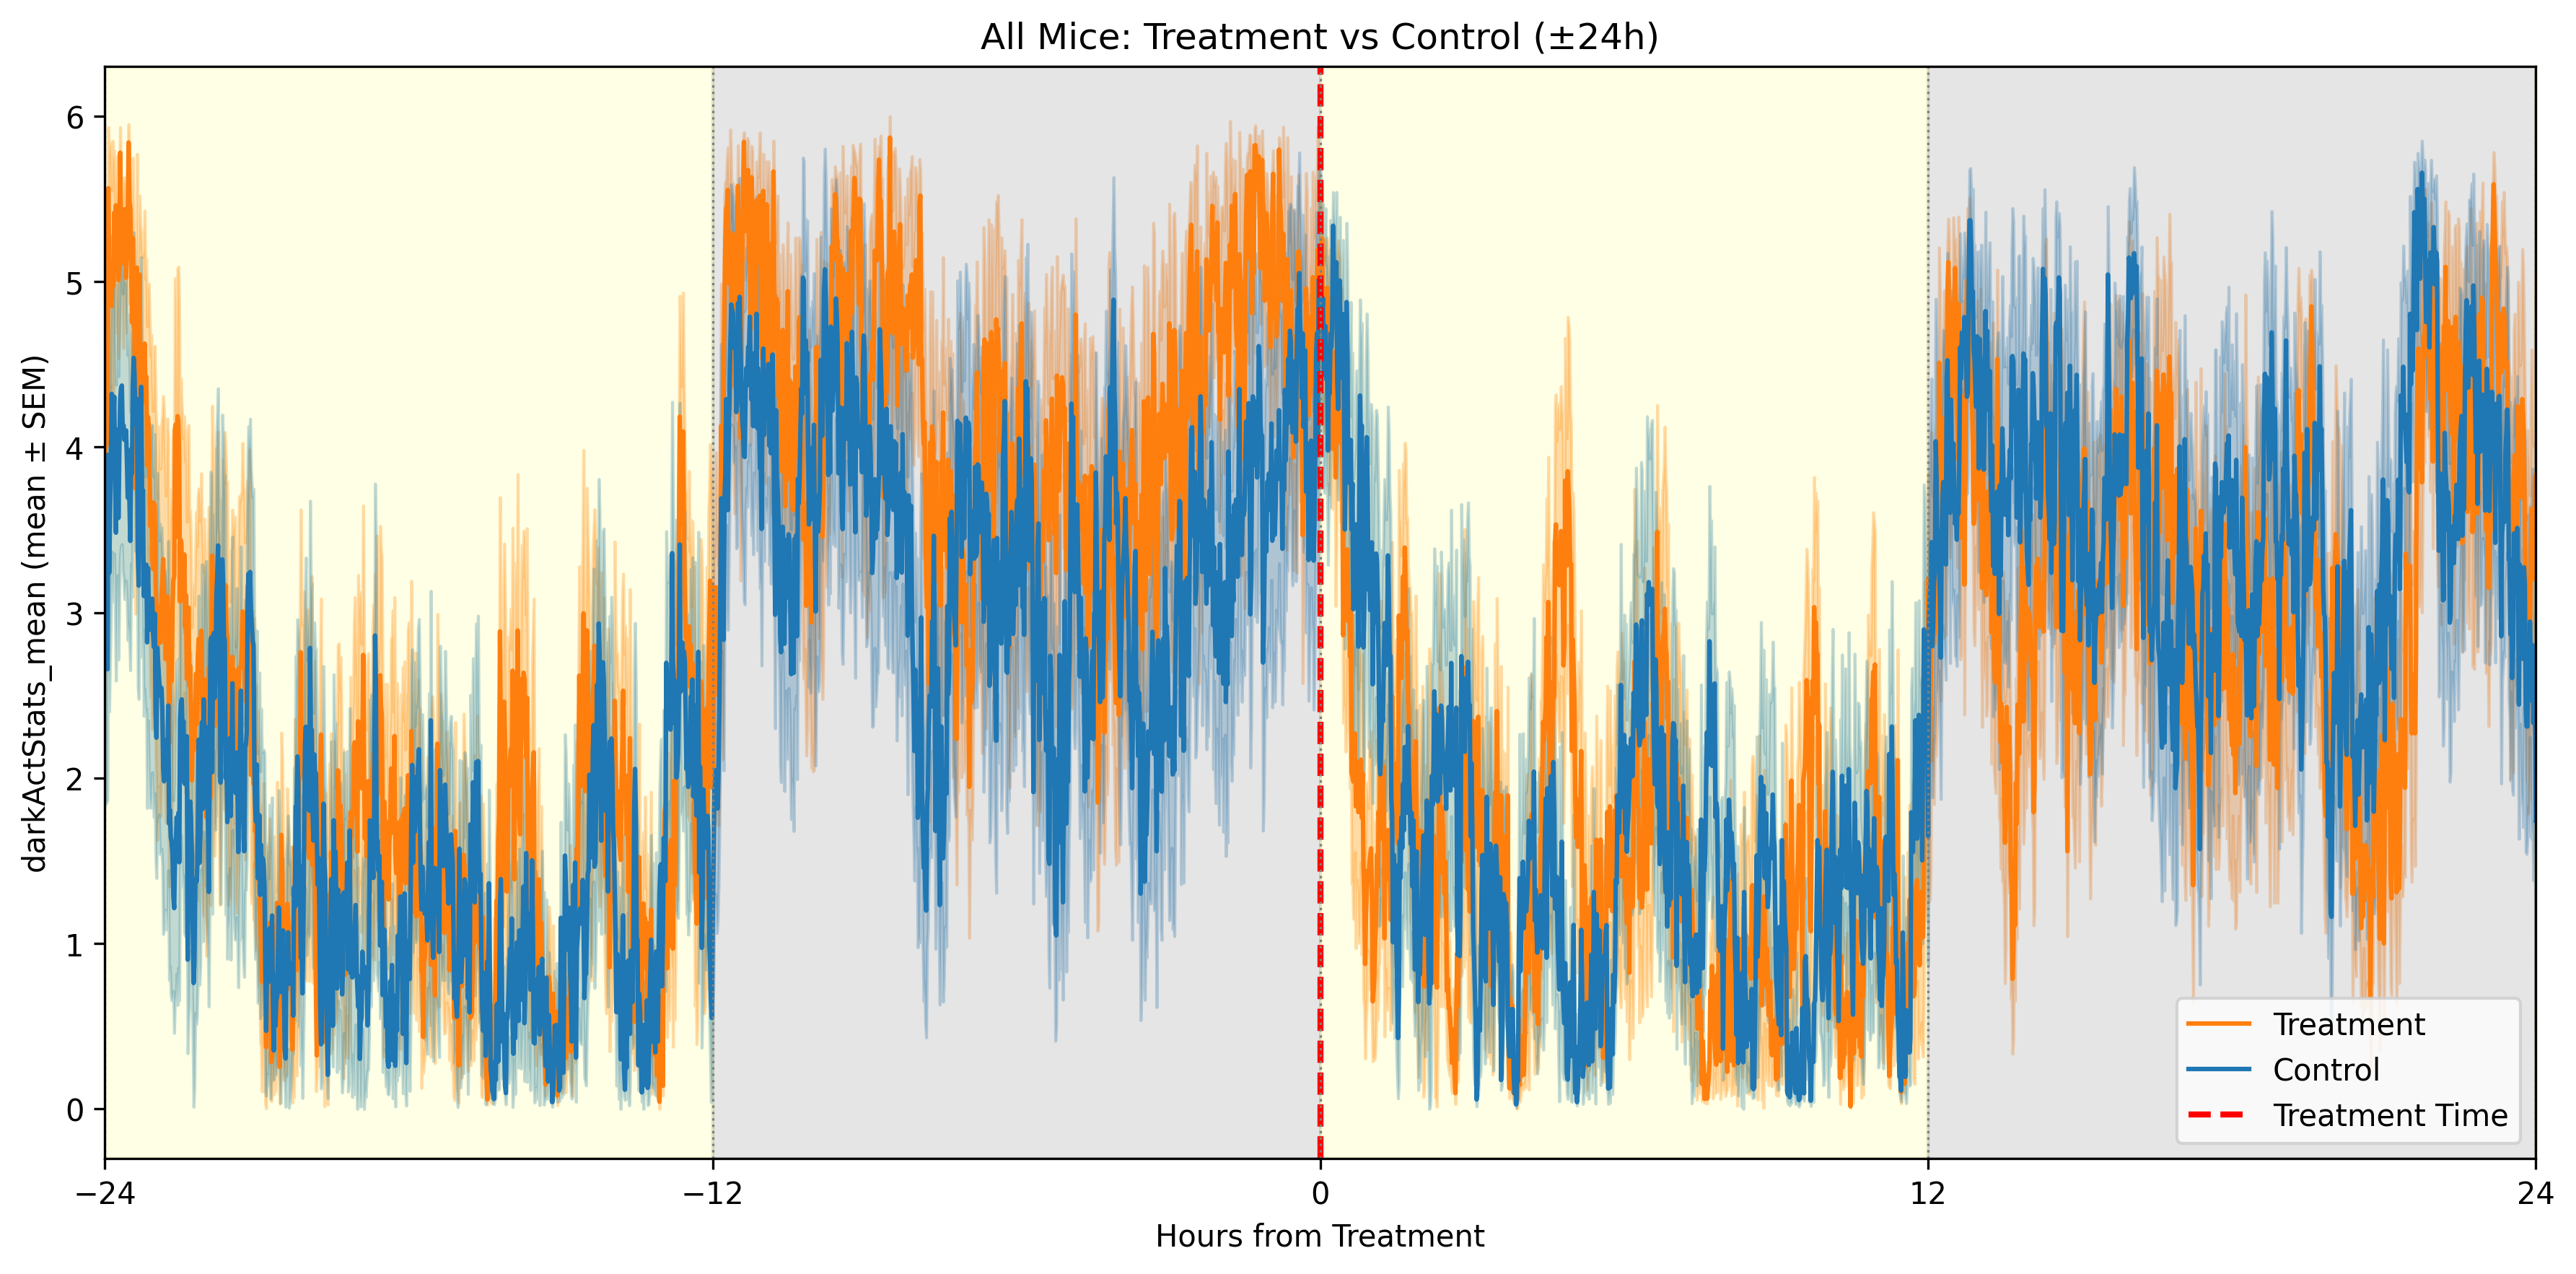 All Mice: Treatment vs Control (±24h)
darkActStats_mean (mean ± SEM)
6
5
4
3
2
1
0
−24
−12
0
12
24
Hours from Treatment
Treatment
Control
Treatment Time